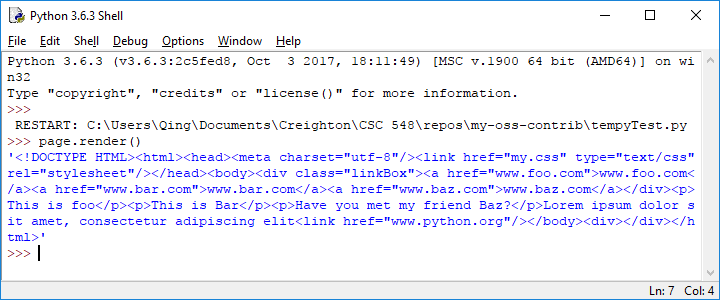 Python 3.6.3 Shell
File Edit Shell Debug Options Window Help
Python 3.6.3 (v3.6.3:2c5fed8, Oct  3 2017, 18:11:49) [MSC v.1900 64 bit (AMD64)] on wi
n32
Type "copyright", "credits" or "license()" for more information.
>>>
 RESTART: C:\Users\Qing\Documents\Creighton\CSC 548\repos\my-oss-contrib\tempyTest.py
>>> page.render()
'<!DOCTYPE HTML><html><head><meta charset="utf-8"/><link href="my.css" type="text/css"
rel="stylesheet"/></head><body><div class="linkBox"><a href="www.foo.com">www.foo.com<
/a><a href="www.bar.com">www.bar.com</a><a href="www.baz.com">www.baz.com</a></div><p>
This is foo</p><p>This is Bar</p><p>Have you met my friend Baz?</p>Lorem ipsum dolor s
it amet, consectetur adipiscing elit<link href="www.python.org"/></body><div></div></h
tml>'
>>>
Ln: 7 Col: 4